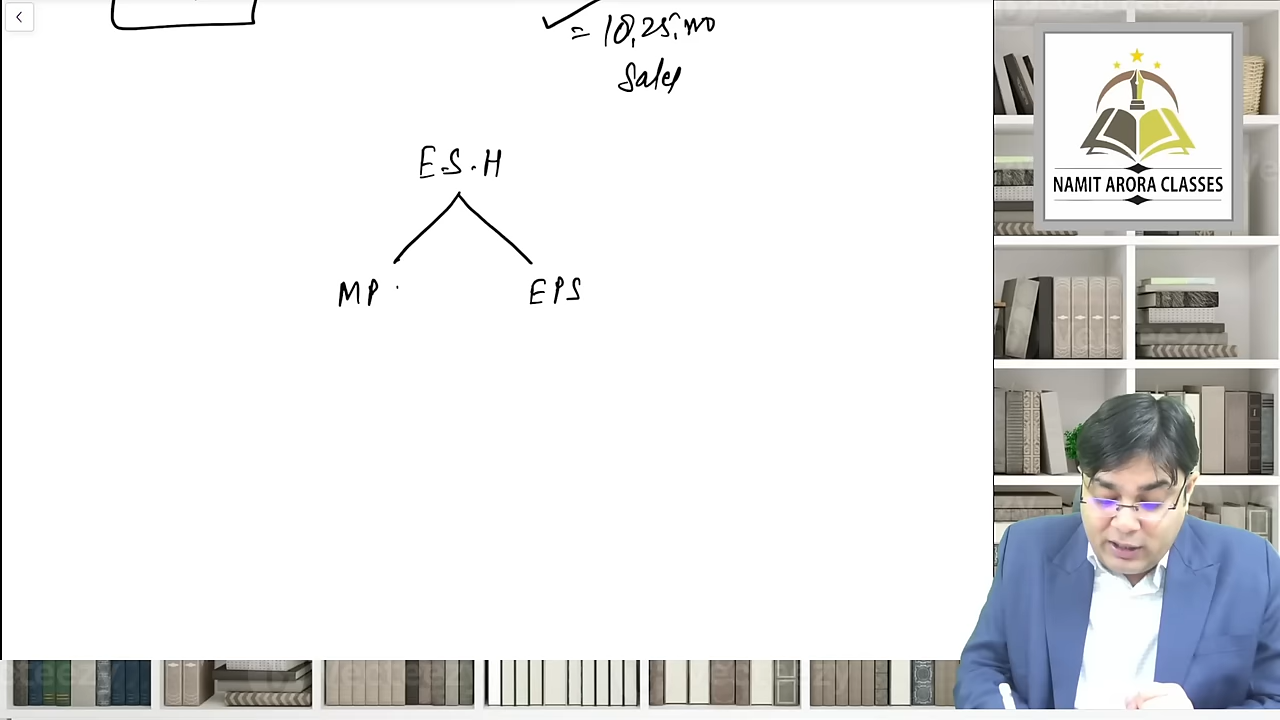 = 10,25,000
Sales
E.S.H
MP
EPS
NAMIT ARORA CLASSES